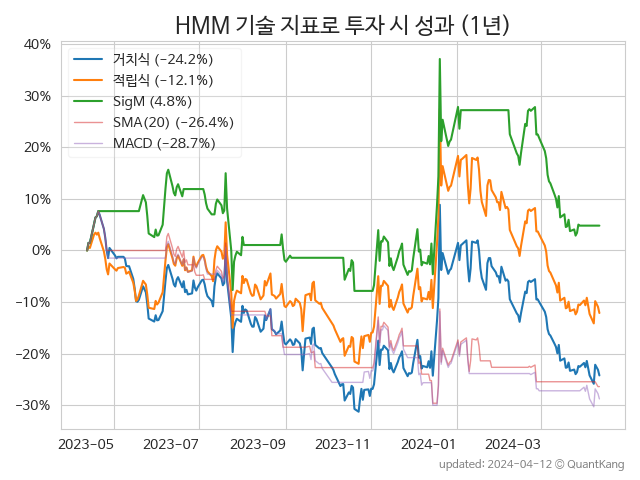 HMM 기술 지표로 투자 시 성과 (1년)
40%
30%
20%
10%
0%
−10%
−20%
−30%
거치식 (−24.2%)
적립식 (−12.1%)
SigM (4.8%)
SMA(20) (−26.4%)
MACD (−28.7%)
2023-05
2023-07
2023-09
2023-11
2024-01
2024-03
updated: 2024-04-12 © QuantKang